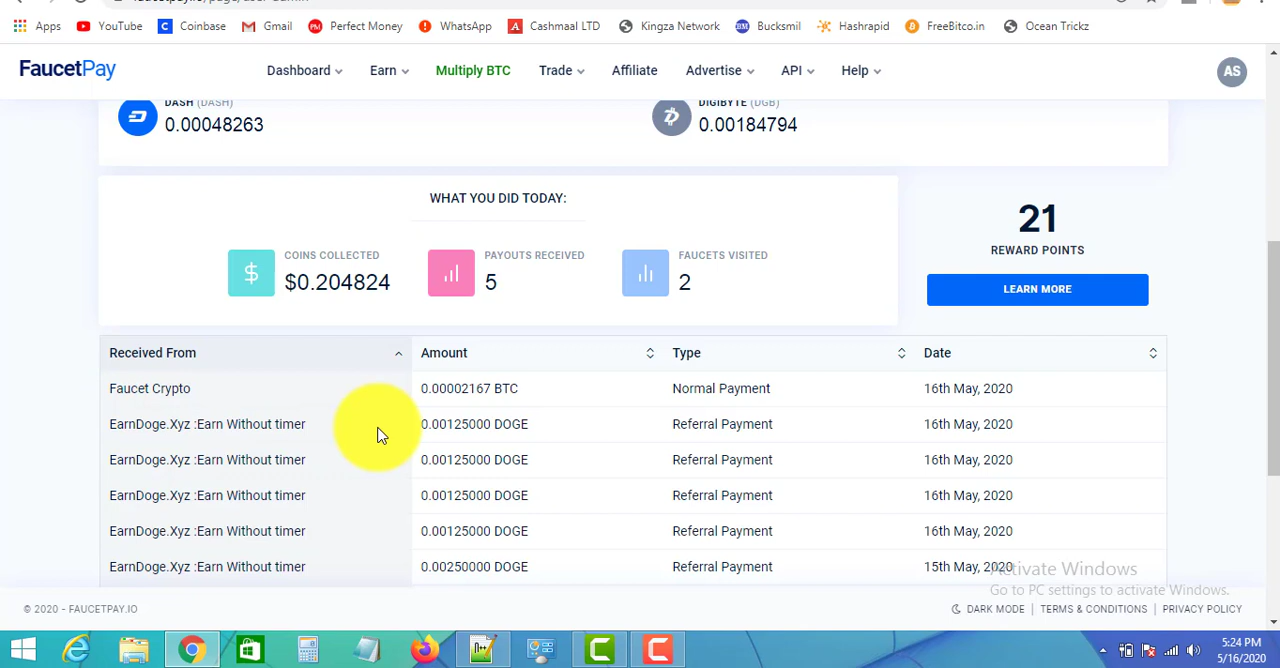 Apps YouTube Coinbase Gmail Perfect Money WhatsApp Cashmaal LTD Kingza Network Bucksmil Hashrapid FreeBitco.in Ocean Trickz
FaucetPay Dashboard Earn Multiply BTC Trade Affiliate Advertise API Help AS
DASH (DASH) DIGIBYTE (DGB)
0.00048263 0.00184794
WHAT YOU DID TODAY:
21
REWARD POINTS
COINS COLLECTED PAYOUTS RECEIVED FAUCETS VISITED
$0.204824 5 2
LEARN MORE
Received From Amount Type Date
Faucet Crypto 0.00002167 BTC Normal Payment 16th May, 2020
EarnDoge.Xyz :Earn Without timer 0.00125000 DOGE Referral Payment 16th May, 2020
EarnDoge.Xyz :Earn Without timer 0.00125000 DOGE Referral Payment 16th May, 2020
EarnDoge.Xyz :Earn Without timer 0.00125000 DOGE Referral Payment 16th May, 2020
EarnDoge.Xyz :Earn Without timer 0.00125000 DOGE Referral Payment 16th May, 2020
EarnDoge.Xyz :Earn Without timer 0.00250000 DOGE Referral Payment 15th May, 2020
Activate Windows
Go to PC settings to activate Windows.
© 2020 - FAUCETPAY.IO DARK MODE | TERMS & CONDITIONS | PRIVACY POLICY
5:24 PM
5/16/2020